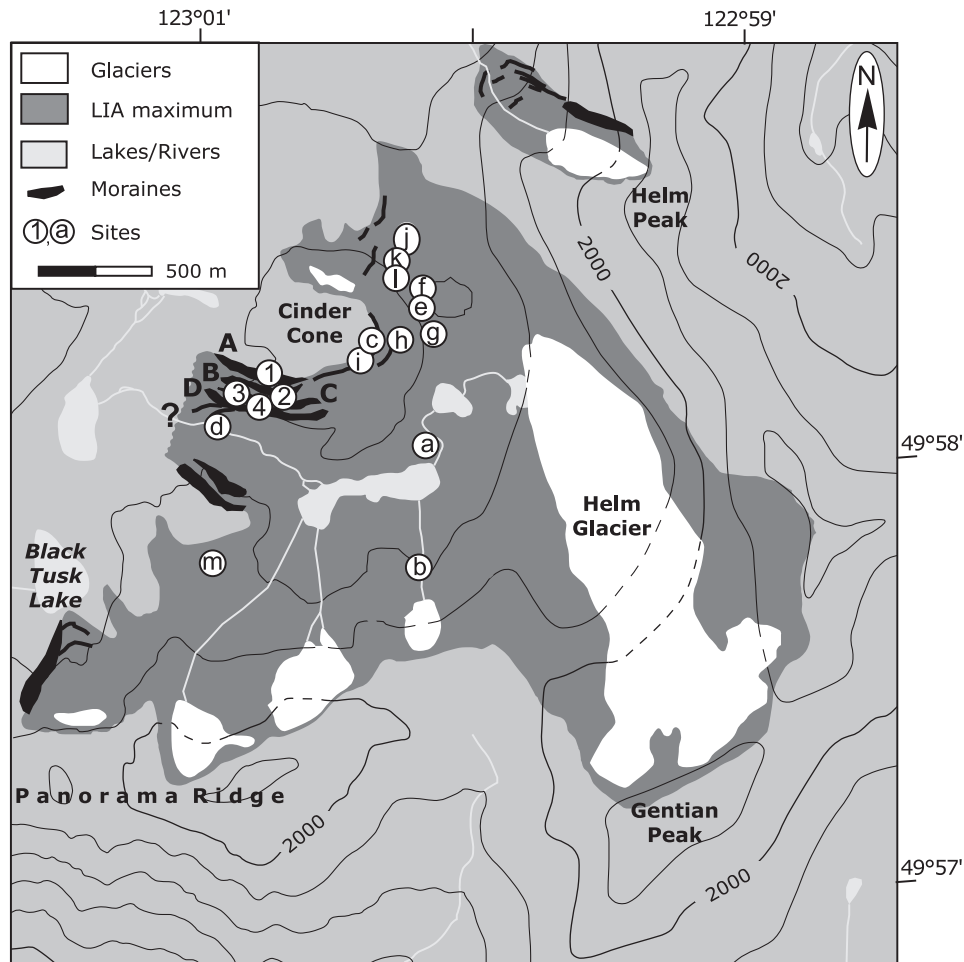 123°01'
122°59'
Glaciers
LIA maximum
Lakes/Rivers
Moraines
1,a Sites
500 m
N
Helm
Peak
2000
2000
j
k
l
f
e
g
h
c
i
Cinder
Cone
A
B
D
C
1
2
3
4
?
d
a
49°58'
Helm
Glacier
Black
Tusk
Lake
m
b
Panorama Ridge
2000
Gentian
Peak
2000
49°57'